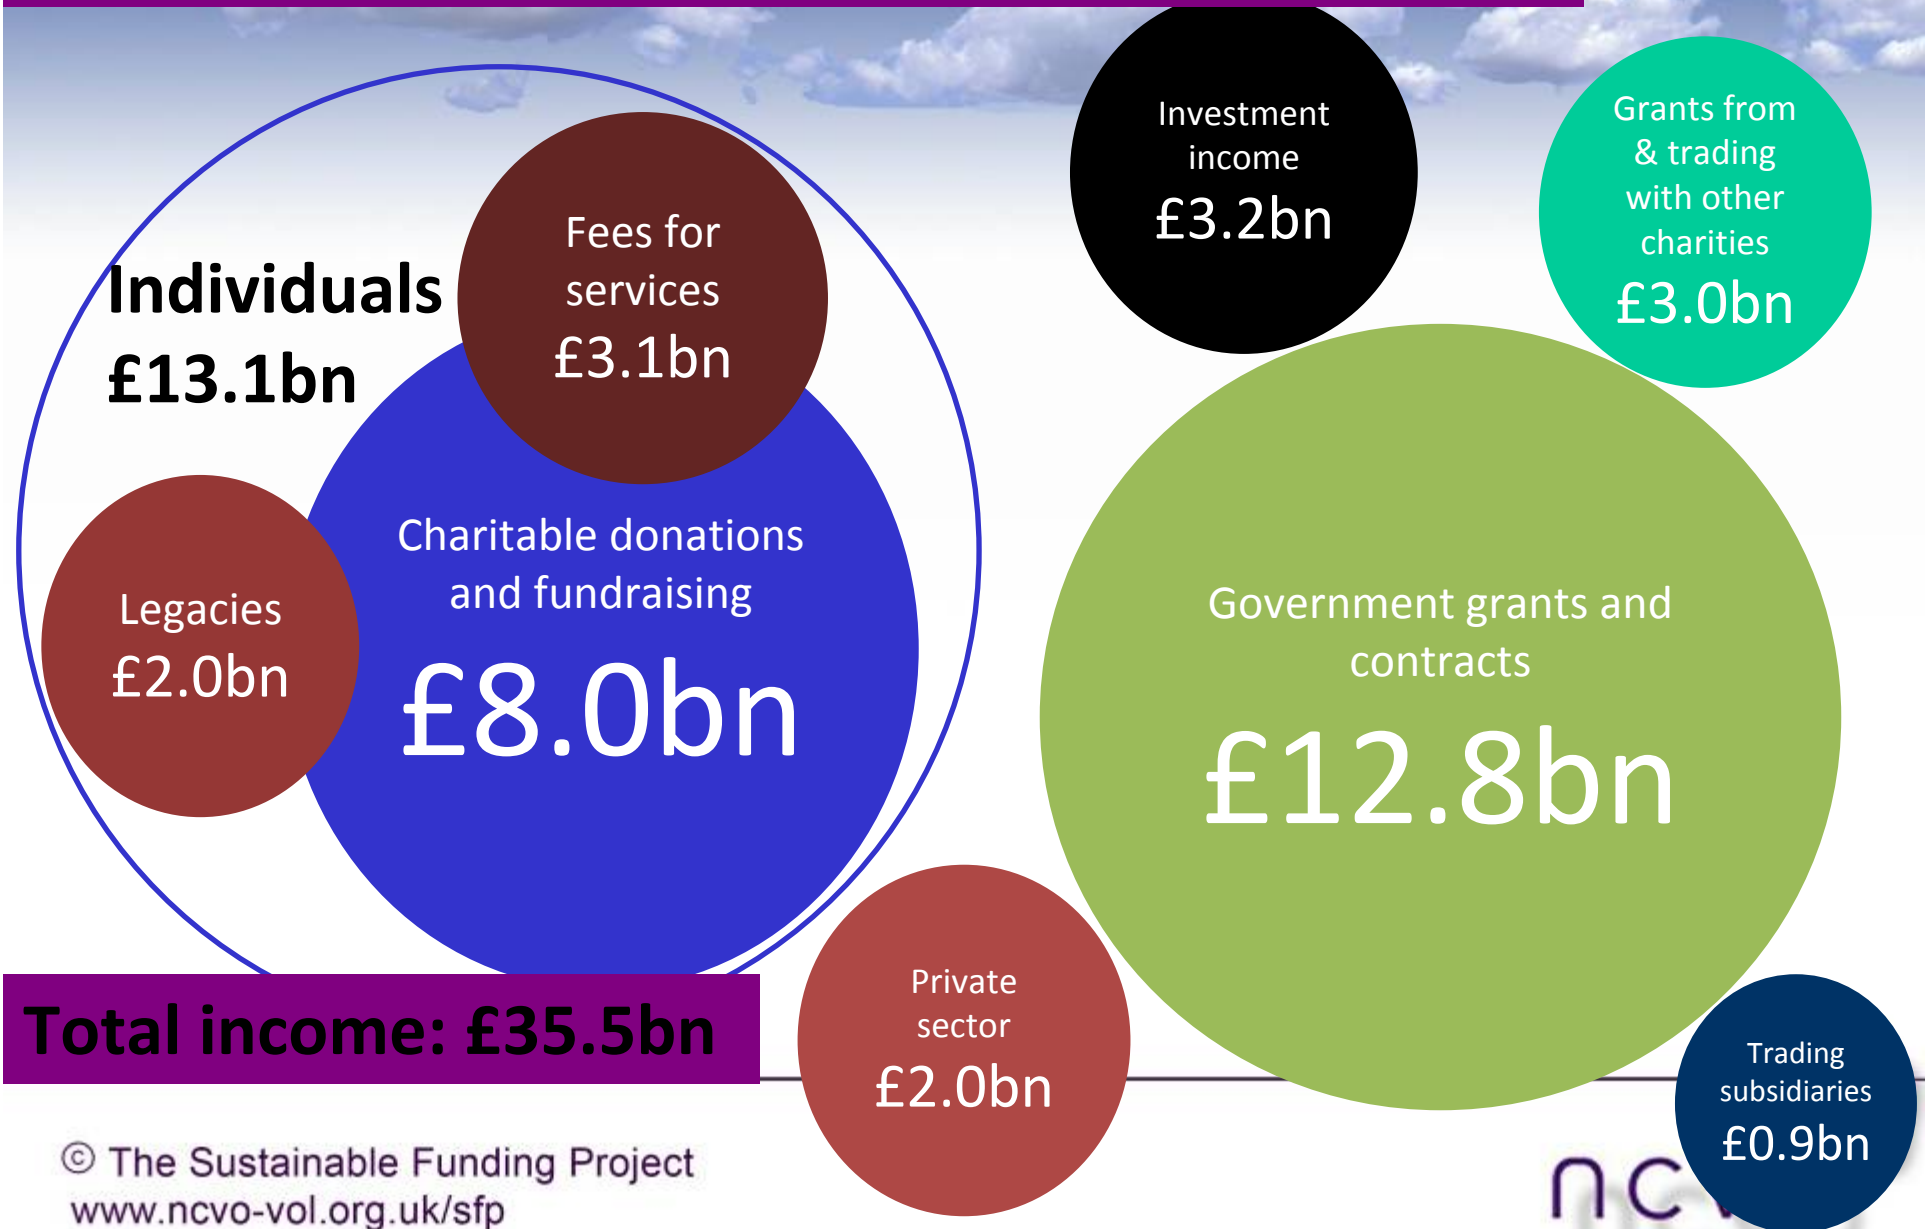 Individuals
£13.1bn
Fees for
services
£3.1bn
Legacies
£2.0bn
Charitable donations
and fundraising
£8.0bn
Investment
income
£3.2bn
Grants from
& trading
with other
charities
£3.0bn
Government grants and
contracts
£12.8bn
Private
sector
£2.0bn
Trading
subsidiaries
£0.9bn
Total income: £35.5bn
© The Sustainable Funding Project
www.ncvo-vol.org.uk/sfp